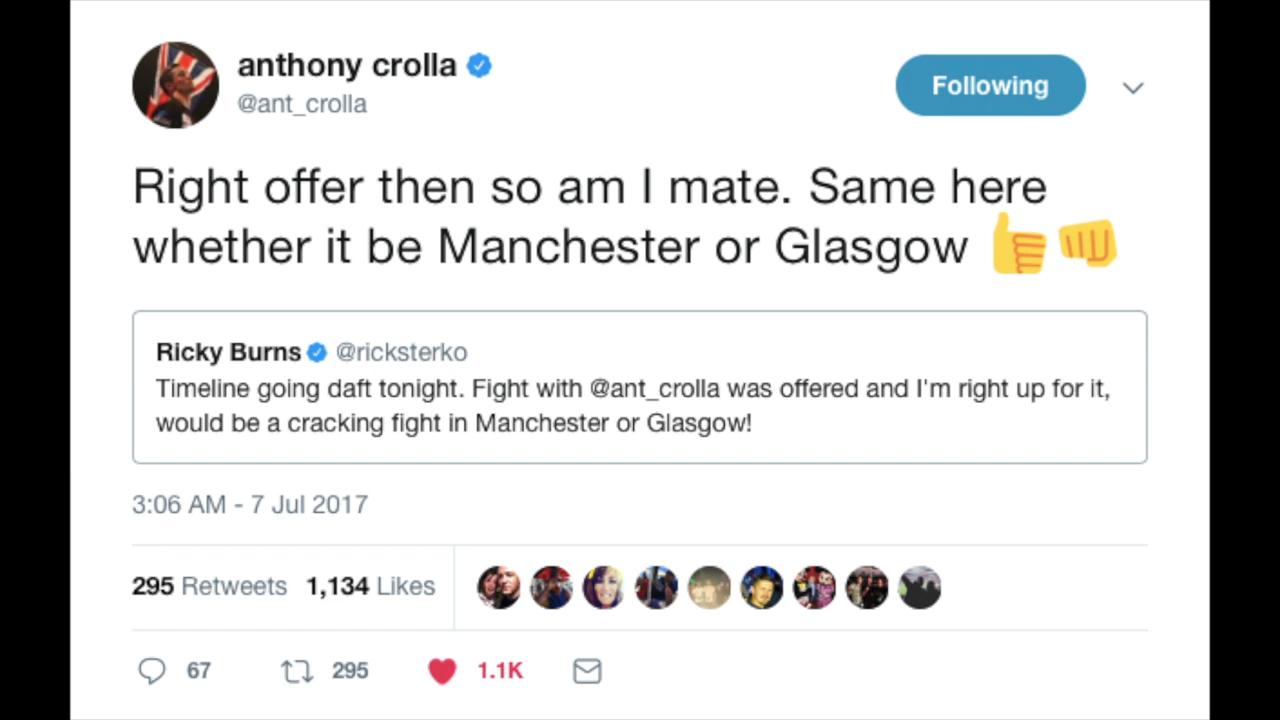 anthony crolla
@ant_crolla
Following
Right offer then so am I mate. Same here
whether it be Manchester or Glasgow 👍👊
Ricky Burns @ricksterko
Timeline going daft tonight. Fight with @ant_crolla was offered and I'm right up for it,
would be a cracking fight in Manchester or Glasgow!
3:06 AM - 7 Jul 2017
295 Retweets 1,134 Likes
67 295 1.1K